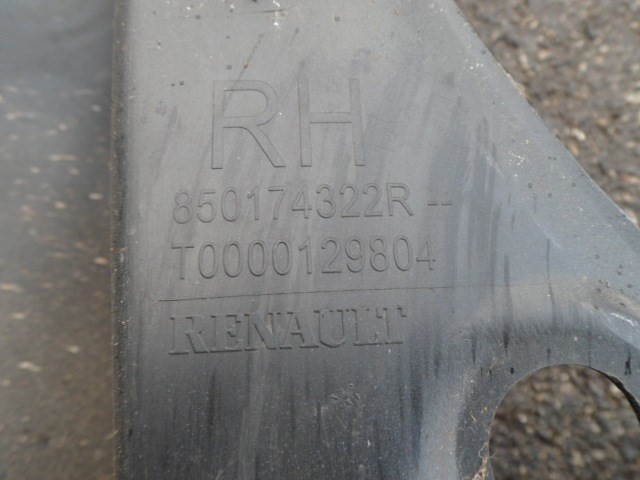 RH
850174322R --
T0000129804
RENAULT